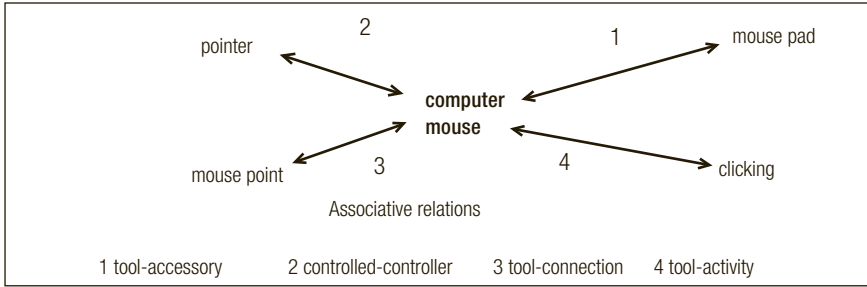 2
1
pointer
mouse pad
computer
mouse
mouse point
3
4
clicking
Associative relations
1 tool-accessory 2 controlled-controller 3 tool-connection 4 tool-activity